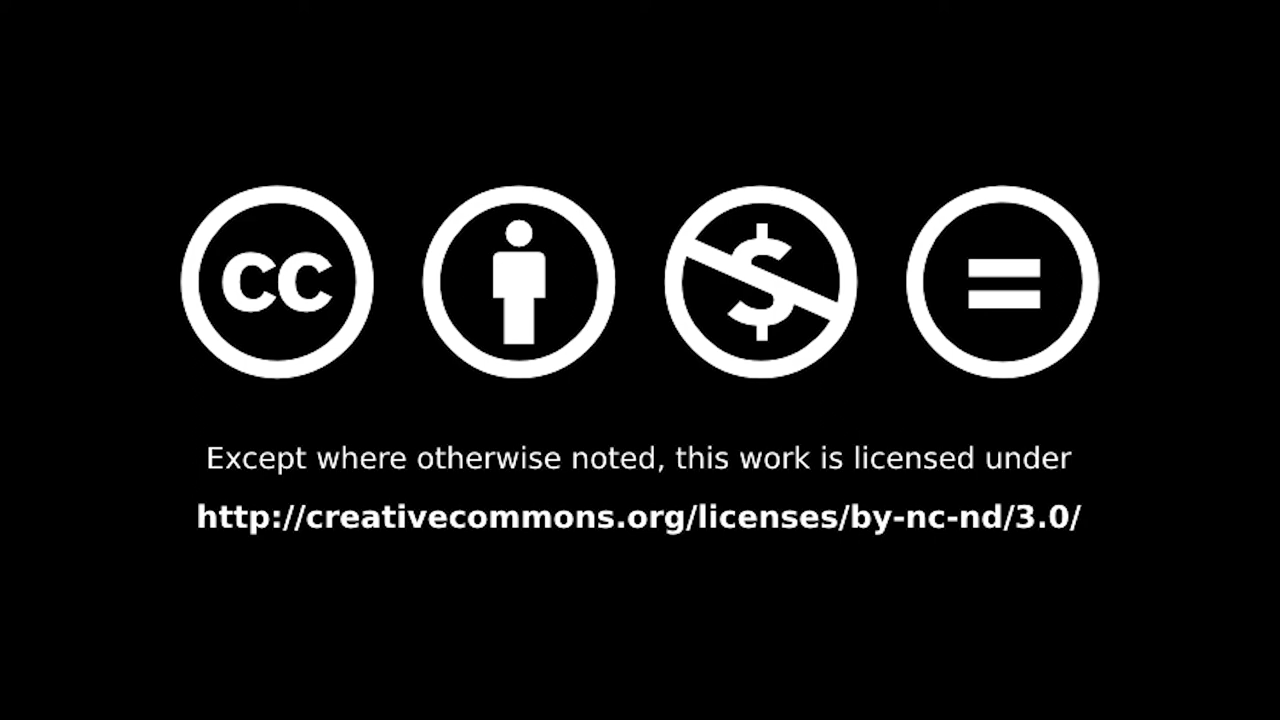 cc
$
=
Except where otherwise noted, this work is licensed under
http://creativecommons.org/licenses/by-nc-nd/3.0/